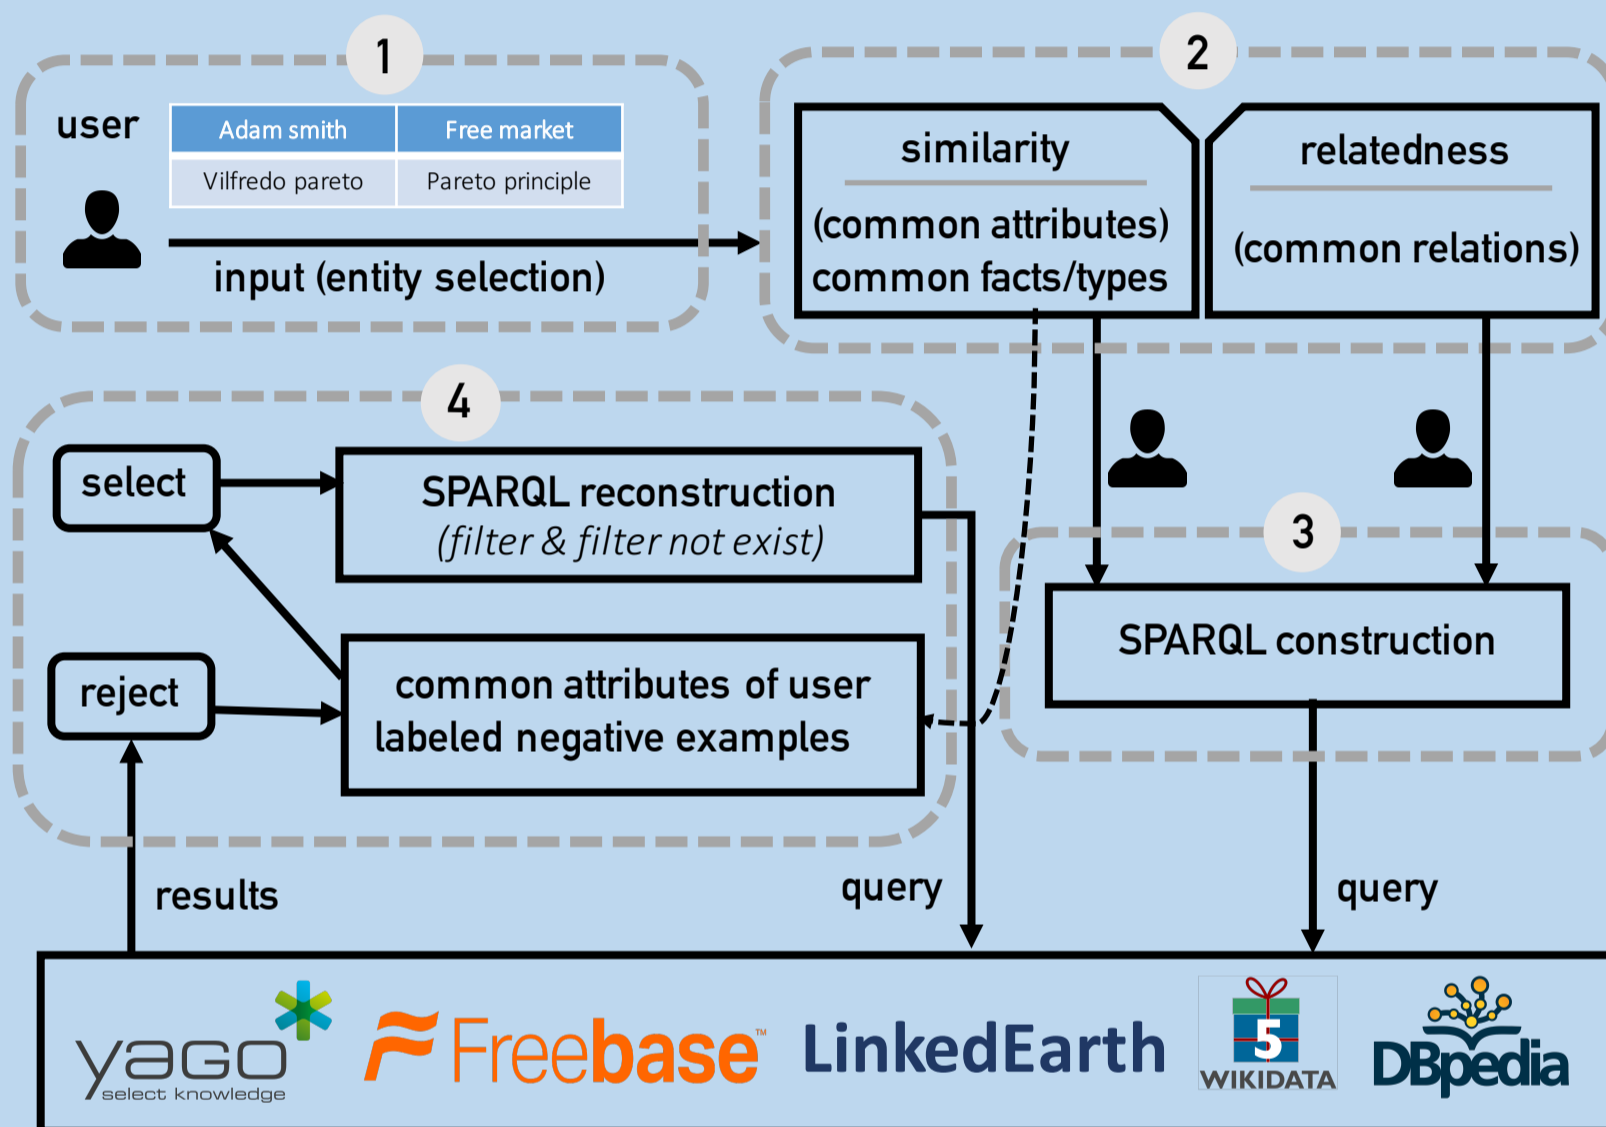 1
user
Adam smith
Free market
Vilfredo pareto
Pareto principle
input (entity selection)
2
similarity
(common attributes)
common facts/types
relatedness
(common relations)
4
select
SPARQL reconstruction
(filter & filter not exist)
reject
common attributes of user
labeled negative examples
3
SPARQL construction
results
query
query
yago
select knowledge
Freebase™
LinkedEarth
5
WIKIDATA
DBpedia